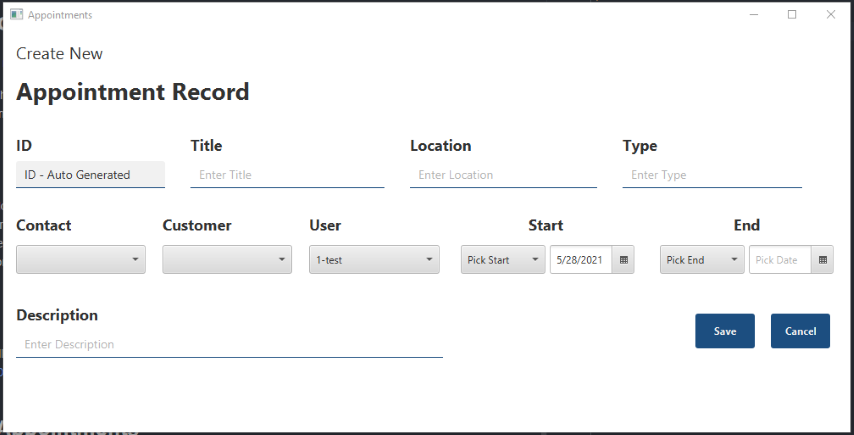 Appointments
Create New
Appointment Record
ID Title Location Type
ID - Auto Generated Enter Title Enter Location Enter Type
Contact Customer User Start End
1-test Pick Start 5/28/2021 Pick End Pick Date
Description
Enter Description
Save Cancel